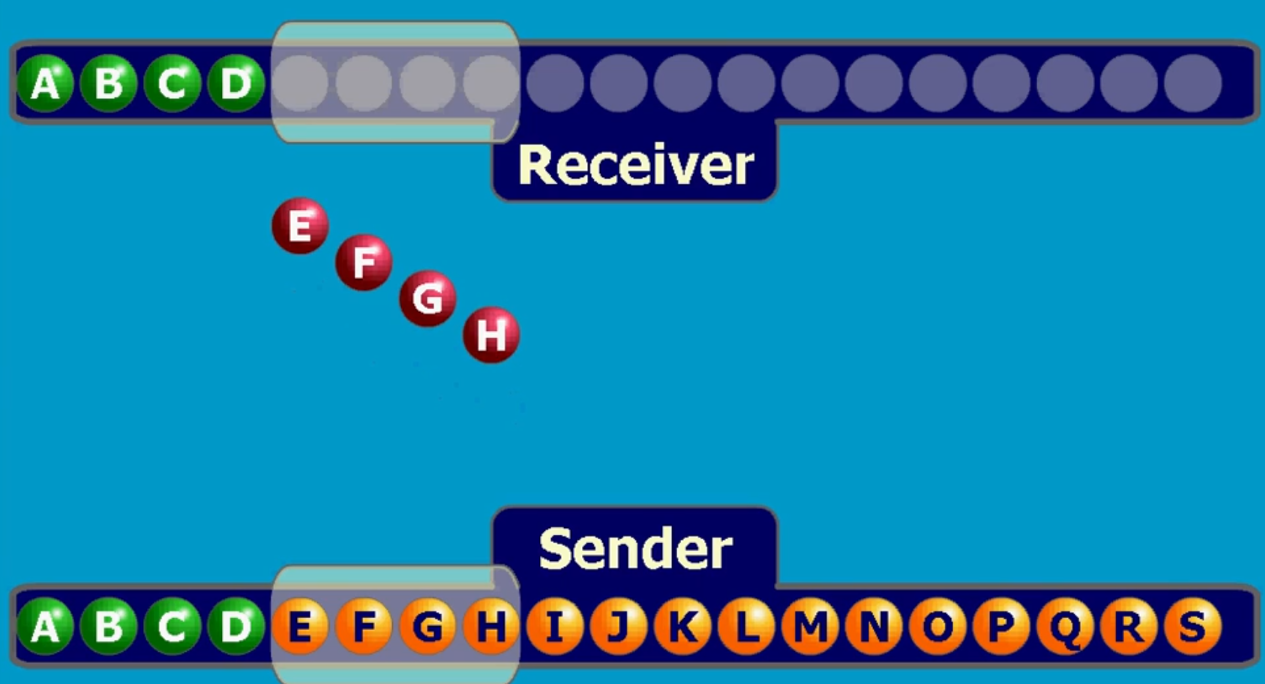 A B C D
Receiver
E
F
G
H
Sender
A B C D E F G H I J K L M N O P Q R S